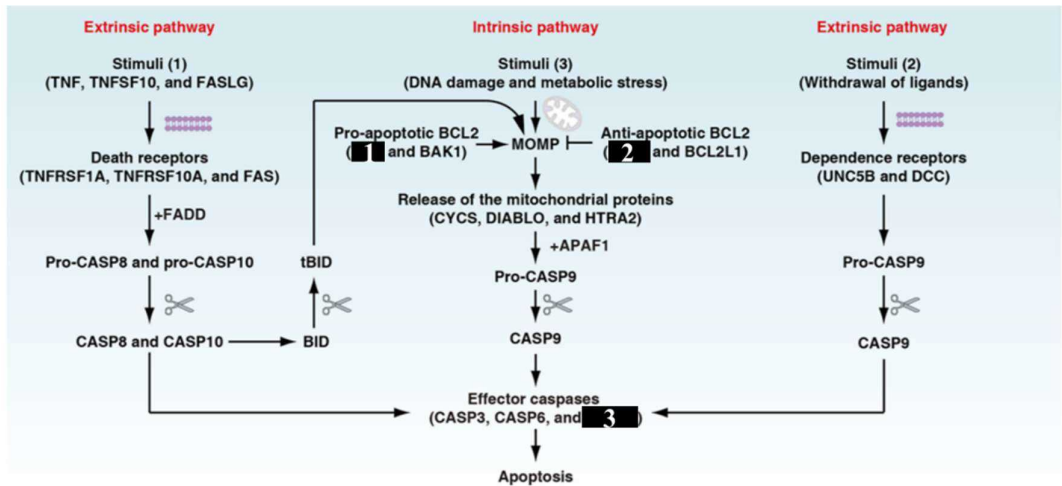 Extrinsic pathway
Intrinsic pathway
Extrinsic pathway
Stimuli (1)
(TNF, TNFSF10, and FASLG)
Stimuli (3)
(DNA damage and metabolic stress)
Stimuli (2)
(Withdrawal of ligands)
Pro-apoptotic BCL2
(1 and BAK1)
MOMP
Anti-apoptotic BCL2
(2 and BCL2L1)
Death receptors
(TNFRSF1A, TNFRSF10A, and FAS)
Dependence receptors
(UNC5B and DCC)
Release of the mitochondrial proteins
(CYCS, DIABLO, and HTRA2)
+FADD
+APAF1
Pro-CASP8 and pro-CASP10
tBID
Pro-CASP9
Pro-CASP9
CASP8 and CASP10
BID
CASP9
CASP9
Effector caspases
(CASP3, CASP6, and 3)
Apoptosis